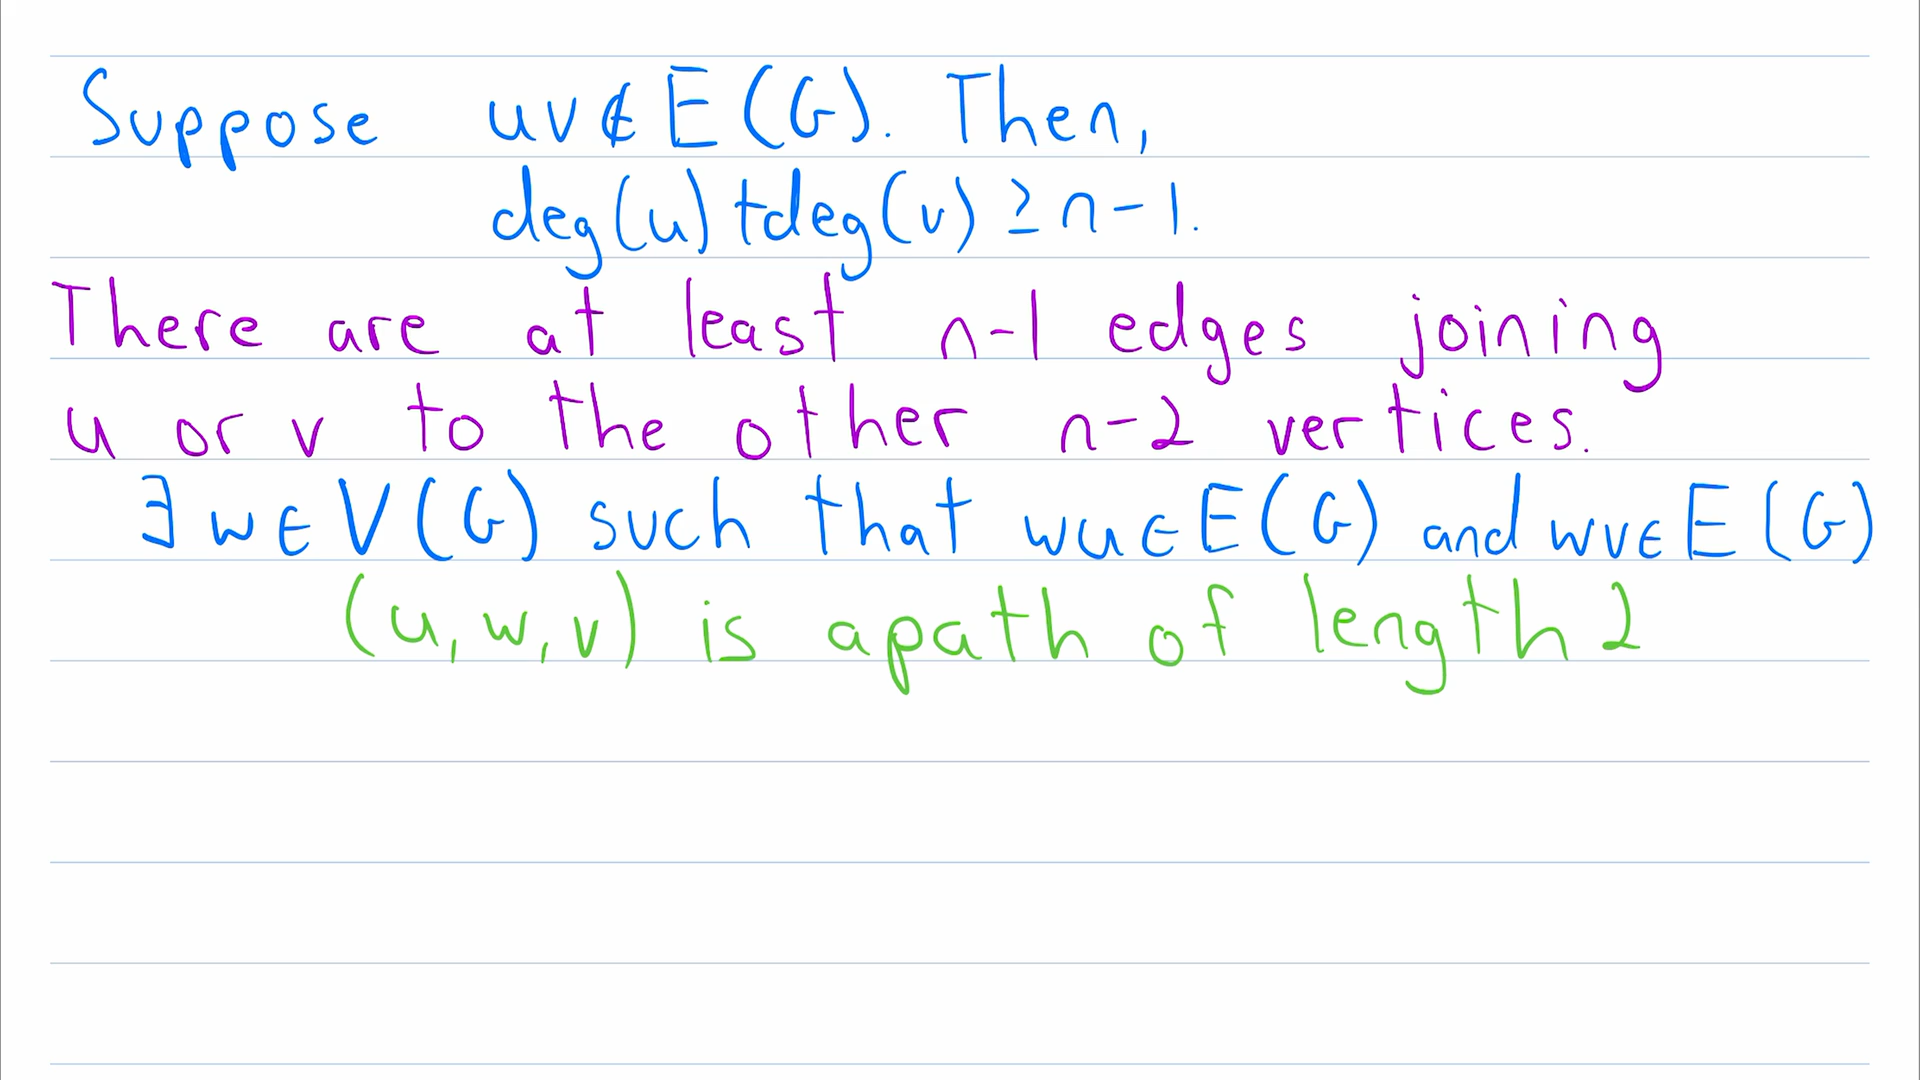 Suppose uv∉E(G). Then,
deg(u)+deg(v)≥n-1.
There are at least n-1 edges joining
u or v to the other n-2 vertices.
∃w∈V(G) such that wu∈E(G) and wv∈E(G)
(u,w,v) is a path of length 2